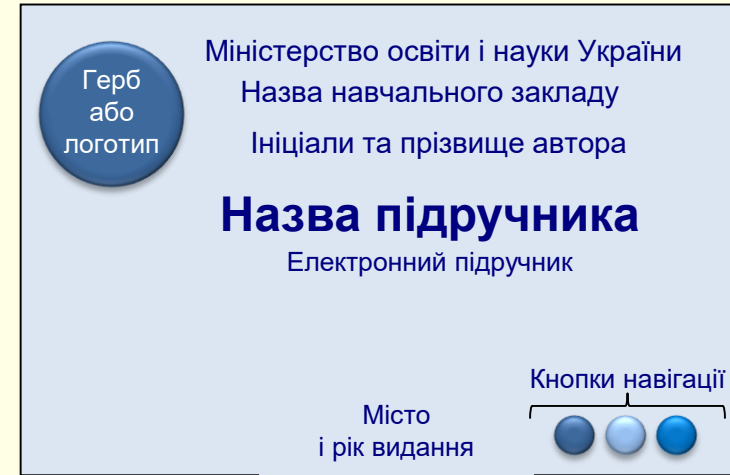 Міністерство освіти і науки України
Герб
або
логотип
Назва навчального закладу
Ініціали та прізвище автора
Назва підручника
Електронний підручник
Кнопки навігації
Місто
і рік видання